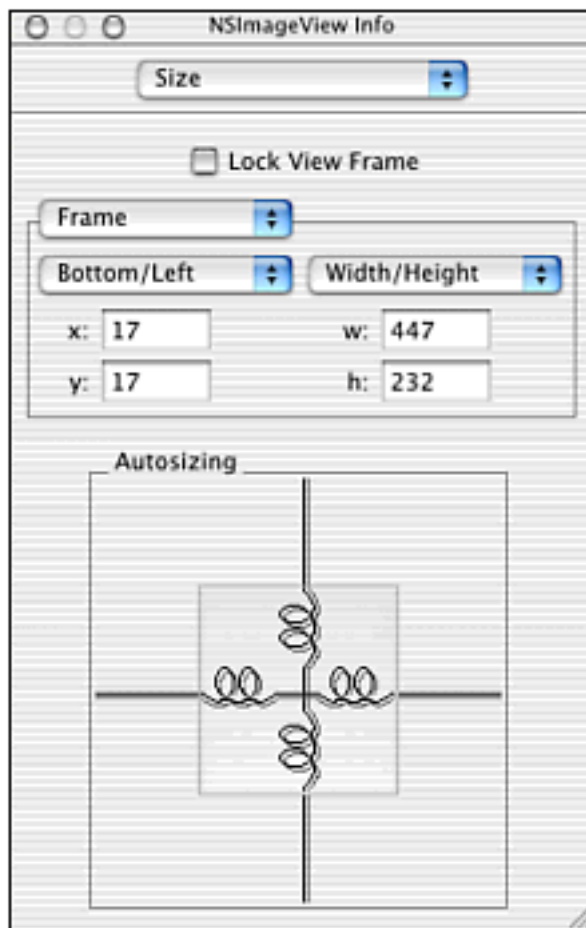 NSImageView Info
Size
Lock View Frame
Frame
Bottom/Left Width/Height
x: 17 w: 447
y: 17 h: 232
Autosizing